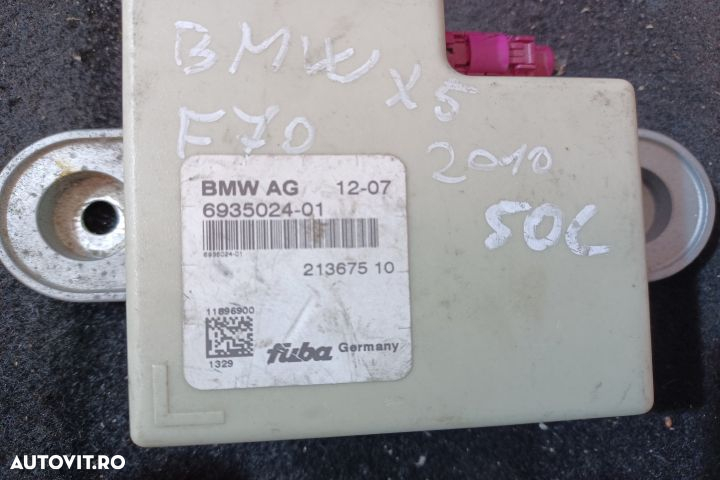 BMW X5
F70 2010
50L
BMW AG 12-07
6935024-01
6935024-01
213675 10
11896900
1329
fuba Germany
AUTOVIT.RO